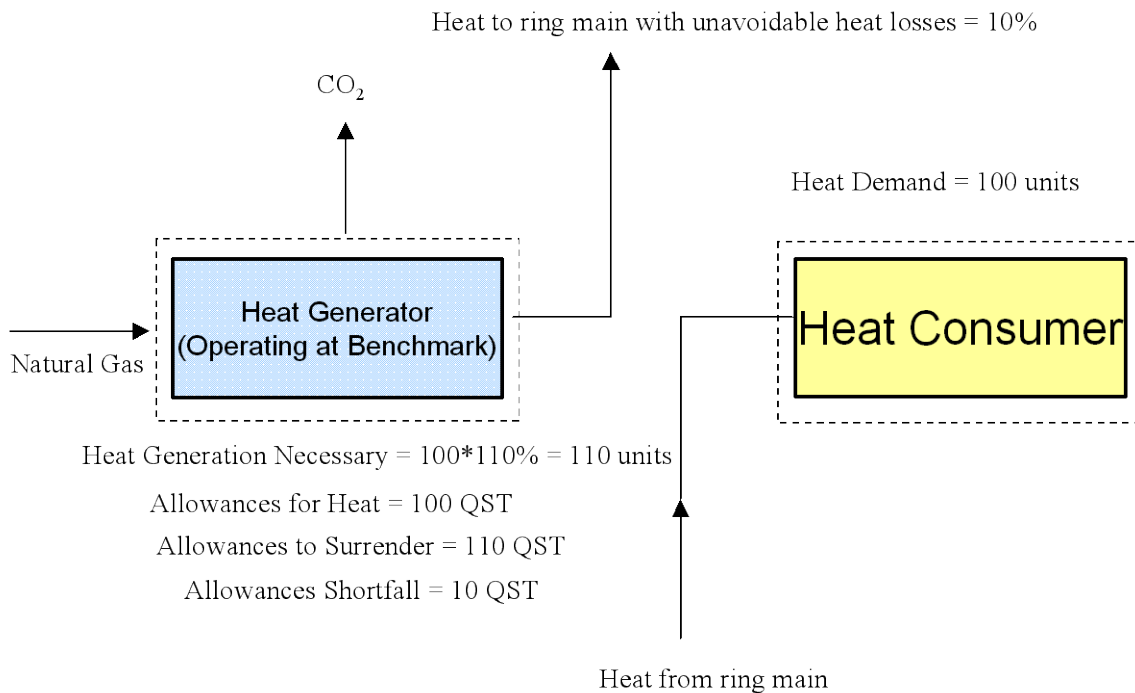 Heat to ring main with unavoidable heat losses = 10%
CO₂
Heat Demand = 100 units
Heat Generator
(Operating at Benchmark)
Heat Consumer
Natural Gas
Heat Generation Necessary = 100*110% = 110 units
Allowances for Heat = 100 QST
Allowances to Surrender = 110 QST
Allowances Shortfall = 10 QST
Heat from ring main